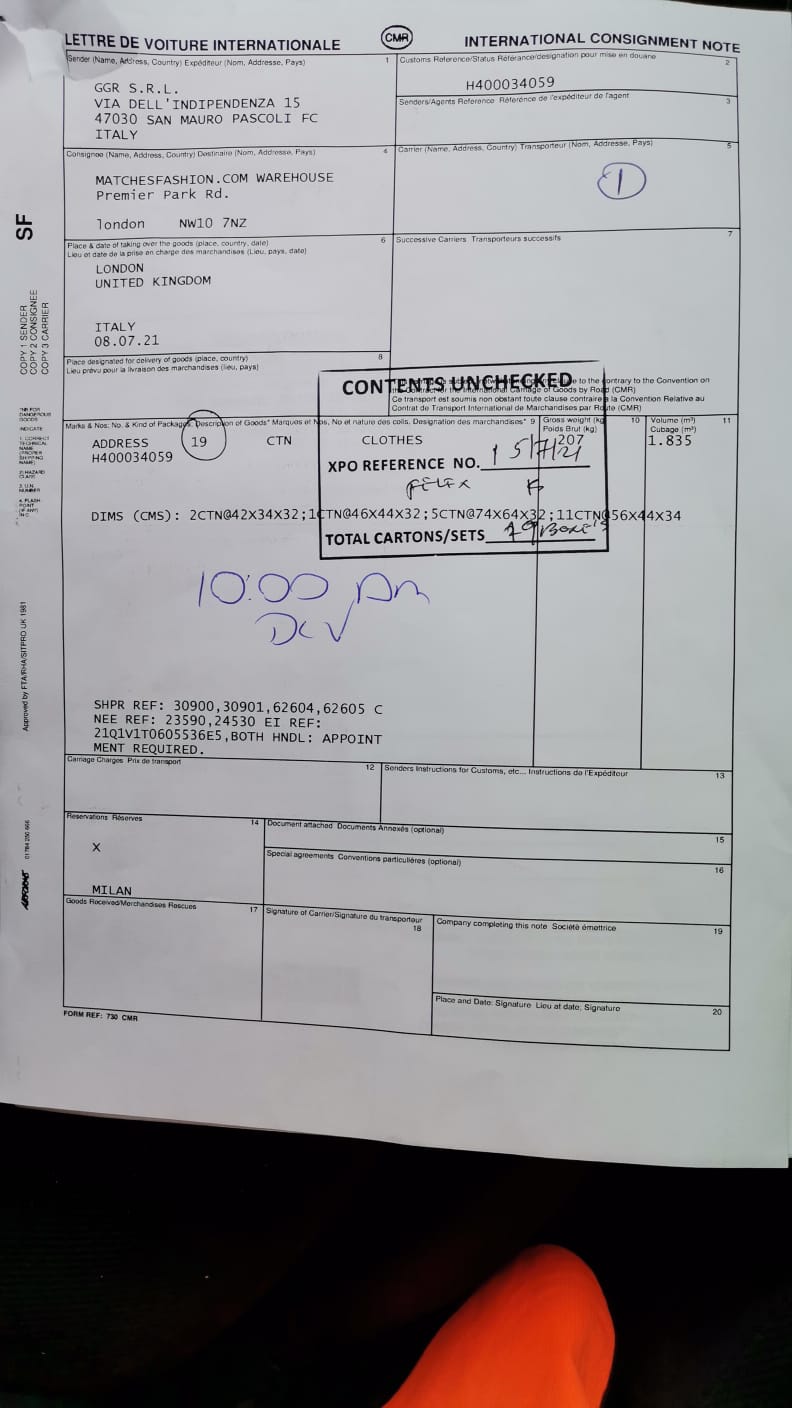 LETTRE DE VOITURE INTERNATIONALE
CMR
INTERNATIONAL CONSIGNMENT NOTE
Sender (Name, Address, Country) Expéditeur (Nom, Addresse, Pays) 1
GGR S.R.L.
VIA DELL'INDIPENDENZA 15
47030 SAN MAURO PASCOLI FC
ITALY
Customs Reference/Status Référance/designation pour mise en douane 2
H400034059
Senders/Agents Reference Référence de l'expéditeur de l'agent 3
Consignee (Name, Address, Country) Destinaire (Nom, Addresse, Pays) 4
MATCHESFASHION.COM WAREHOUSE
Premier Park Rd.
london NW10 7NZ
Carrier (Name, Address, Country) Transporteur (Nom, Addresse, Pays) 5
1
Place & date of taking over the goods (place, country, date) 6
Lieu et date de la prise en charge des marchandises (Lieu, pays, date)
LONDON
UNITED KINGDOM
ITALY
08.07.21
Successive Carriers Transporteurs successifs 7
Place designated for delivery of goods (place, country) 8
Lieu prévu pour la livraison des marchandises (lieu, pays)
to the contrary to the Convention on
the Contract for the International Carriage of Goods by Road (CMR)
Ce transport est soumis non obstant toute clause contraire a la Convention Relative au
Contrat de Transport International de Marchandises par Route (CMR)
CONTENTS UNCHECKED
XPO REFERENCE NO.
15/7/21
TOTAL CARTONS/SETS
19 Boxe's
Marks & Nos: No. & Kind of Packages, Description of Goods* Marques et Nos, No et nature des colis, Designation des marchandises* 9
Gross weight (kg) 10
Poids Brut (kg)
Volume (m³) 11
Cubage (m³)
ADDRESS 19 CTN CLOTHES 207 1.835
H400034059
DIMS (CMS): 2CTN@42X34X32;1CTN@46X44X32;5CTN@74X64X32;11CTN@56X44X34
10:00 Am
SHPR REF: 30900,30901,62604,62605 C
NEE REF: 23590,24530 EI REF:
21Q1V1T0605536E5,BOTH HNDL: APPOINT
MENT REQUIRED.
Carriage Charges Prix de transport 12
Senders Instructions for Customs, etc... Instructions de l'Expéditeur 13
Reservations Réserves 14
X
MILAN
Document attached Documents Annexés (optional) 15
Special agreements Conventions particulières (optional) 16
Goods Received/Merchandises Rescues 17
Signature of Carrier/Signature du transporteur
18
Company completing this note Société émettrice 19
Place and Date: Signature Lieu at date; Signature 20
FORM REF: 730 CMR
SF
COPY 1 SENDER
COPY 2 CONSIGNEE
COPY 3 CARRIER
Approved by FTA/RHA/SITPRO UK 1981